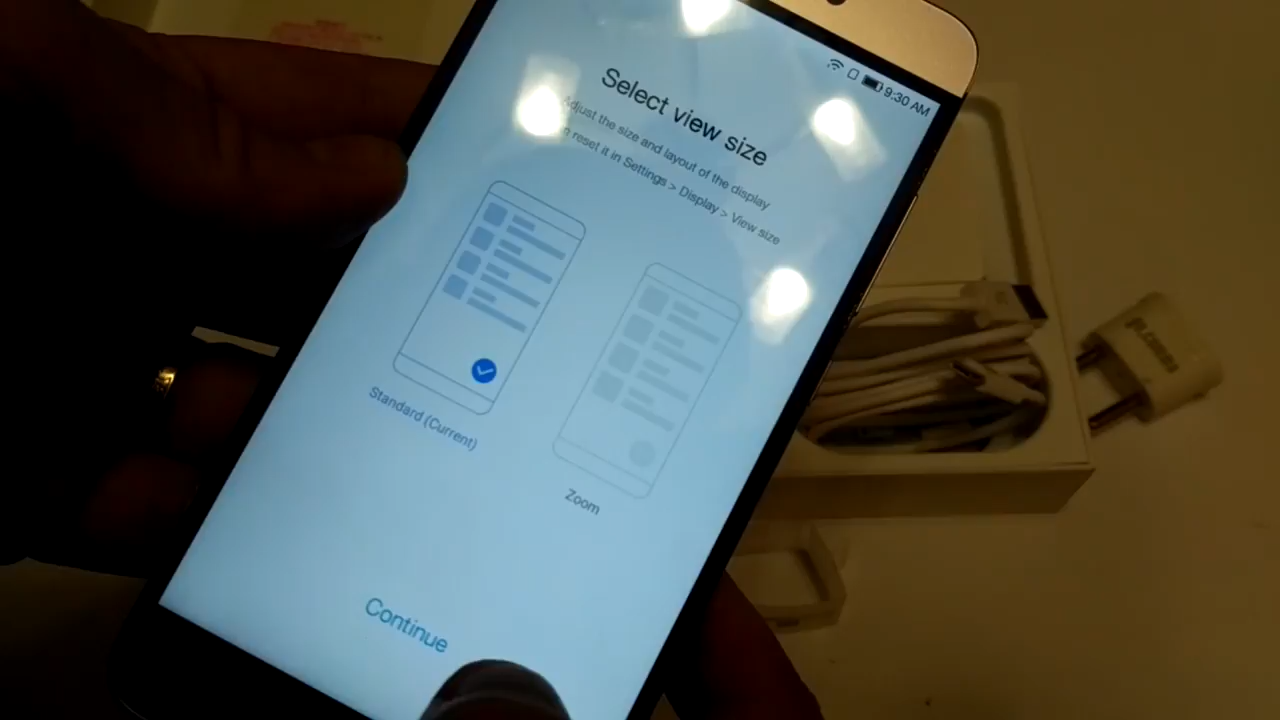 9:30 AM
Select view size
Adjust the size and layout of the display
reset it in Settings > Display > View size
Standard (Current)
Zoom
Continue